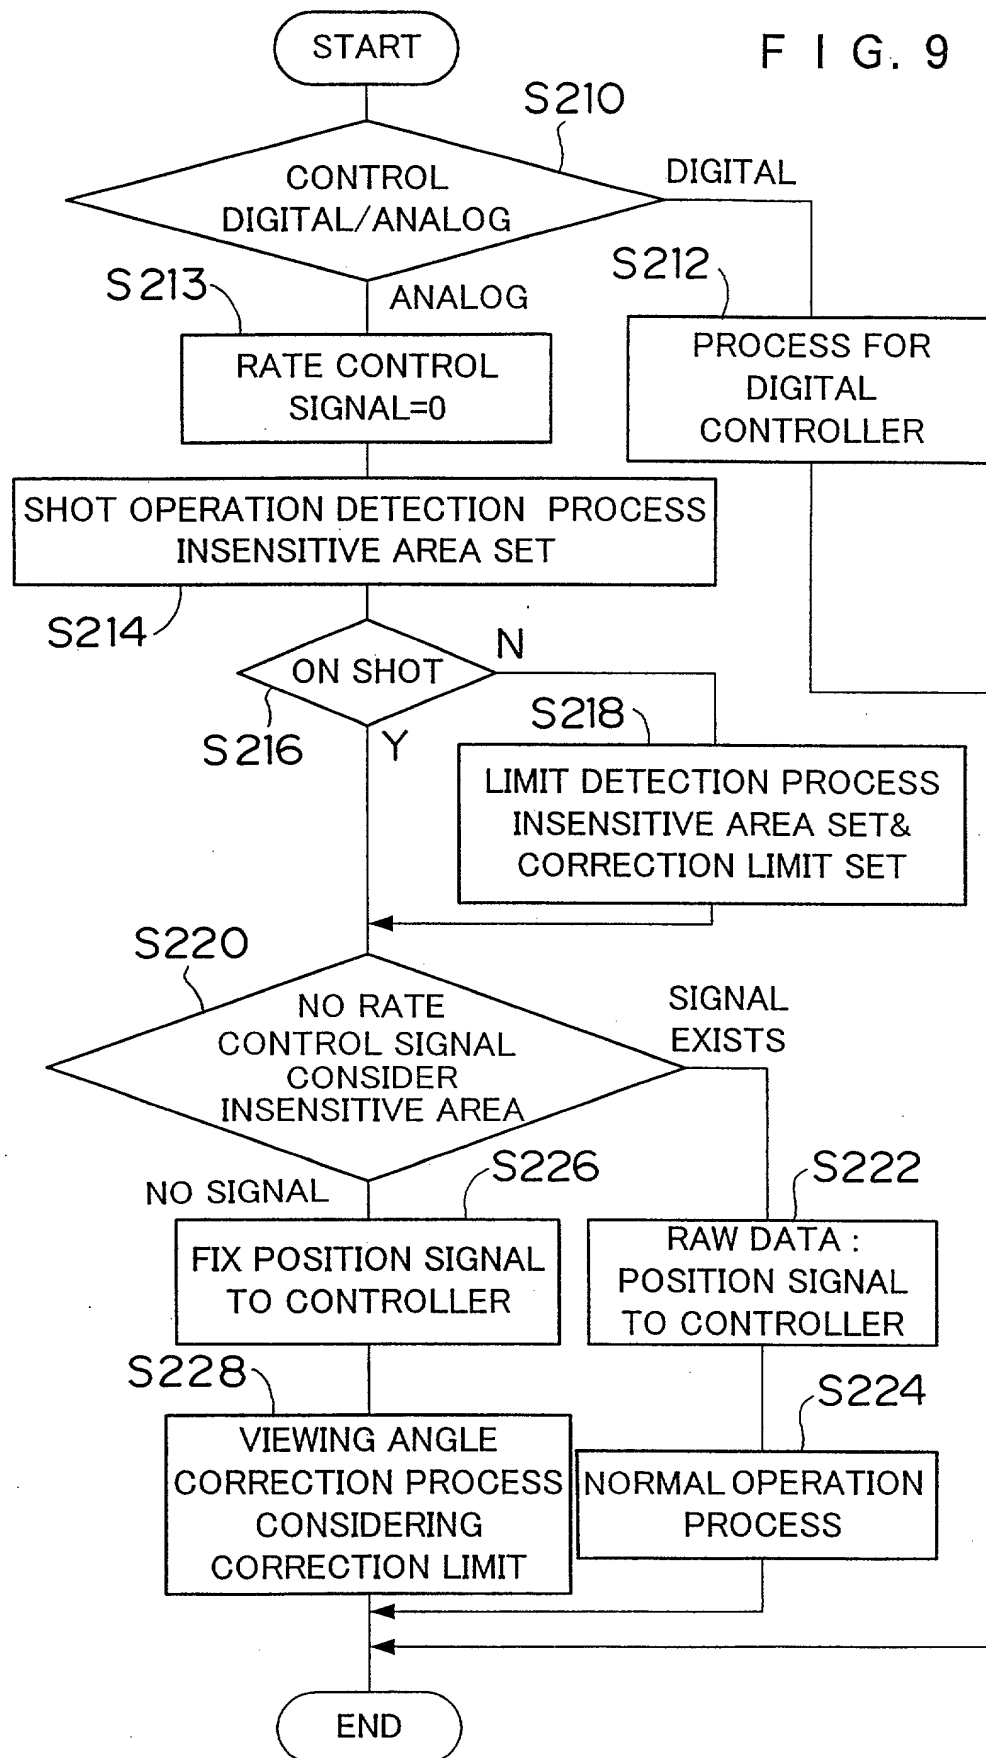 START
F I G. 9
S210
CONTROL
DIGITAL/ANALOG
DIGITAL
S212
PROCESS FOR
DIGITAL
CONTROLLER
S213
ANALOG
RATE CONTROL
SIGNAL=0
SHOT OPERATION DETECTION PROCESS
INSENSITIVE AREA SET
S214
ON SHOT
N
S216
Y
S218
LIMIT DETECTION PROCESS
INSENSITIVE AREA SET&
CORRECTION LIMIT SET
S220
NO RATE
CONTROL SIGNAL
CONSIDER
INSENSITIVE AREA
SIGNAL
EXISTS
NO SIGNAL
S226
FIX POSITION SIGNAL
TO CONTROLLER
S222
RAW DATA :
POSITION SIGNAL
TO CONTROLLER
S228
VIEWING ANGLE
CORRECTION PROCESS
CONSIDERING
CORRECTION LIMIT
S224
NORMAL OPERATION
PROCESS
END